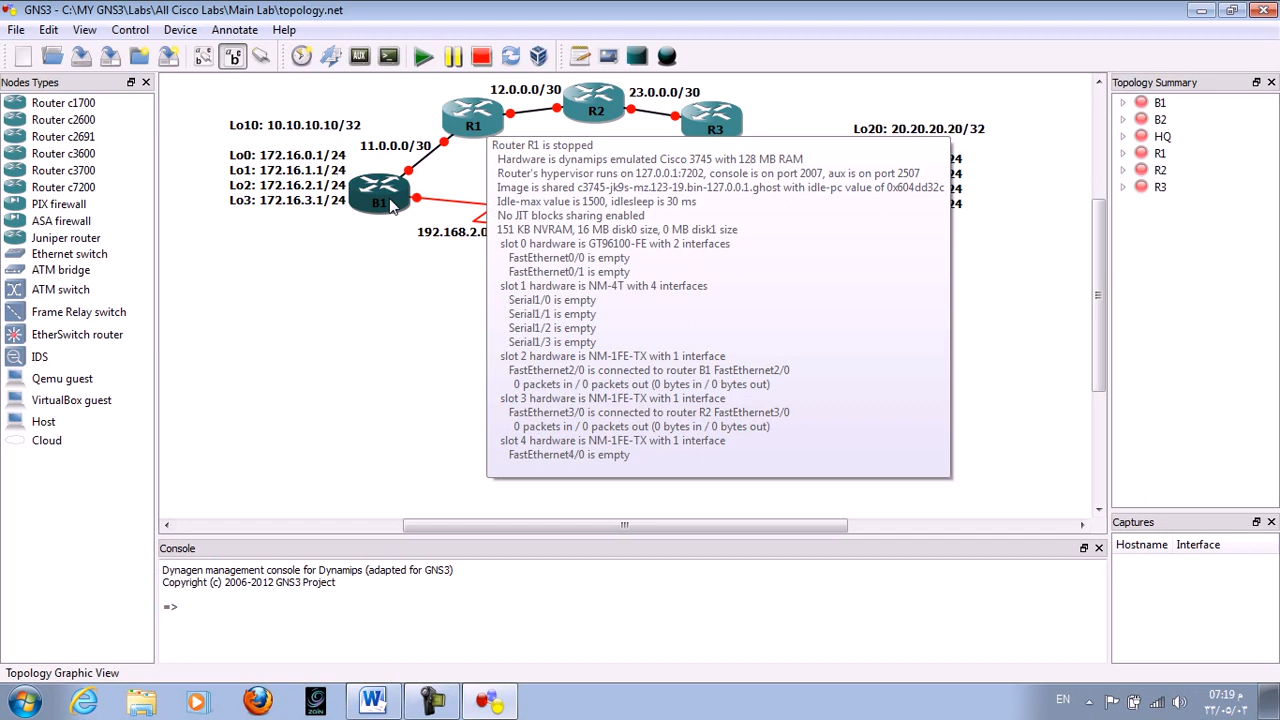 GNS3 - C:\MY GNS3\Labs\All Cisco Labs\Main Lab\topology.net
File Edit View Control Device Annotate Help
Nodes Types
Router c1700
Router c2600
Router c2691
Router c3600
Router c3700
Router c7200
PIX firewall
ASA firewall
Juniper router
Ethernet switch
ATM bridge
ATM switch
Frame Relay switch
EtherSwitch router
IDS
Qemu guest
VirtualBox guest
Host
Cloud
AUX
12.0.0.0/30
23.0.0.0/30
R1
R2
R3
Lo10: 10.10.10.10/32
Lo20: 20.20.20.20/32
11.0.0.0/30
Lo0: 172.16.0.1/24
Lo1: 172.16.1.1/24
Lo2: 172.16.2.1/24
Lo3: 172.16.3.1/24
B1
192.168.2.0
24
24
24
24
Router R1 is stopped
Hardware is dynamips emulated Cisco 3745 with 128 MB RAM
Router's hypervisor runs on 127.0.0.1:7202, console is on port 2007, aux is on port 2507
Image is shared c3745-jk9s-mz.123-19.bin-127.0.0.1.ghost with idle-pc value of 0x604dd32c
Idle-max value is 1500, idlesleep is 30 ms
No JIT blocks sharing enabled
151 KB NVRAM, 16 MB disk0 size, 0 MB disk1 size
slot 0 hardware is GT96100-FE with 2 interfaces
FastEthernet0/0 is empty
FastEthernet0/1 is empty
slot 1 hardware is NM-4T with 4 interfaces
Serial1/0 is empty
Serial1/1 is empty
Serial1/2 is empty
Serial1/3 is empty
slot 2 hardware is NM-1FE-TX with 1 interface
FastEthernet2/0 is connected to router B1 FastEthernet2/0
0 packets in / 0 packets out (0 bytes in / 0 bytes out)
slot 3 hardware is NM-1FE-TX with 1 interface
FastEthernet3/0 is connected to router R2 FastEthernet3/0
0 packets in / 0 packets out (0 bytes in / 0 bytes out)
slot 4 hardware is NM-1FE-TX with 1 interface
FastEthernet4/0 is empty
Topology Summary
B1
B2
HQ
R1
R2
R3
Captures
Hostname Interface
Console
Dynagen management console for Dynamips (adapted for GNS3)
Copyright (c) 2006-2012 GNS3 Project
=>
Topology Graphic View
zain
EN
07:19 م
٣٣/٠٥/٠٣